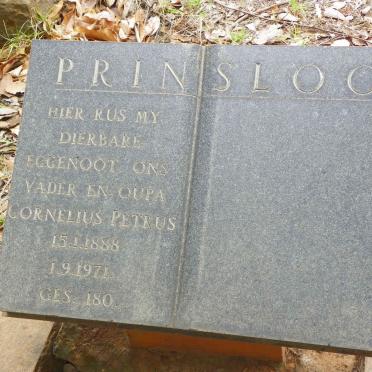 PRINSLOO
HIER RUS MY
DIERBARE
EGGENOOT ONS
VADER EN OUPA
CORNELIUS PETRUS
15.1.1888
1.9.1971.
GES. 180.